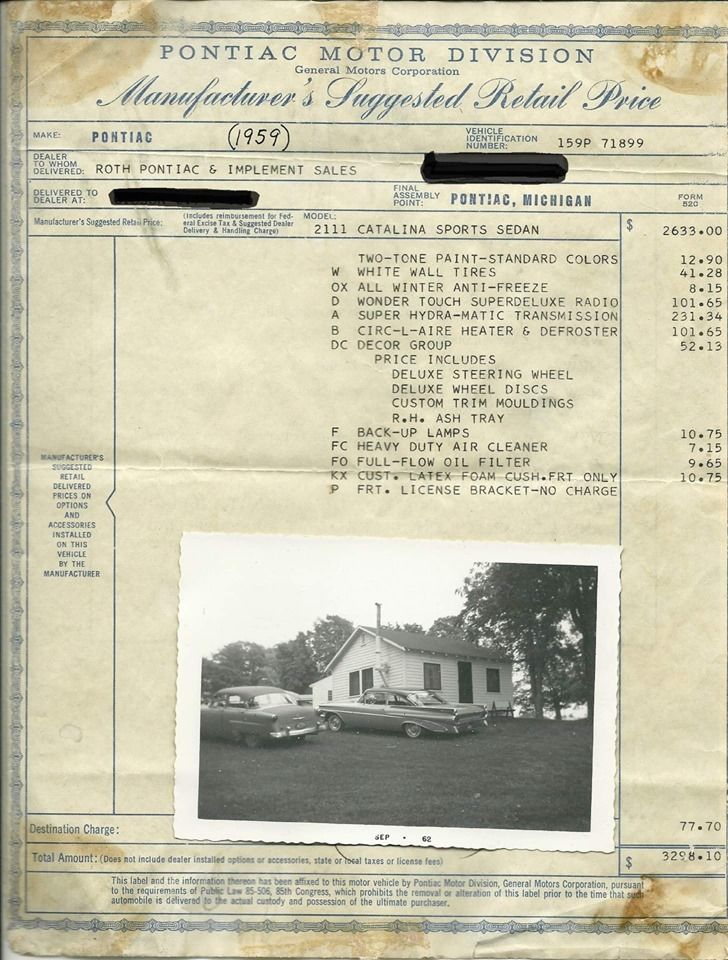 PONTIAC MOTOR DIVISION
General Motors Corporation
Manufacturer's Suggested Retail Price
MAKE: PONTIAC (1959) VEHICLE IDENTIFICATION NUMBER: 159P 71899
DEALER TO WHOM DELIVERED: ROTH PONTIAC & IMPLEMENT SALES
DELIVERED TO DEALER AT: FINAL ASSEMBLY POINT: PONTIAC, MICHIGAN FORM 520
Manufacturer's Suggested Retail Price: (Includes reimbursement for Federal Excise Tax & Suggested Dealer Delivery & Handling Charge) MODEL: 2111 CATALINA SPORTS SEDAN $ 2633.00
TWO-TONE PAINT-STANDARD COLORS 12.90
W WHITE WALL TIRES 41.28
OX ALL WINTER ANTI-FREEZE 8.15
D WONDER TOUCH SUPERDELUXE RADIO 101.65
A SUPER HYDRA-MATIC TRANSMISSION 231.34
B CIRC-L-AIRE HEATER & DEFROSTER 101.65
DC DECOR GROUP 52.13
PRICE INCLUDES
DELUXE STEERING WHEEL
DELUXE WHEEL DISCS
CUSTOM TRIM MOULDINGS
R.H. ASH TRAY
F BACK-UP LAMPS 10.75
FC HEAVY DUTY AIR CLEANER 7.15
FO FULL-FLOW OIL FILTER 9.65
KX CUST. LATEX FOAM CUSH.FRT ONLY 10.75
P FRT. LICENSE BRACKET-NO CHARGE
MANUFACTURER'S
SUGGESTED
RETAIL
DELIVERED
PRICES ON
OPTIONS
AND
ACCESSORIES
INSTALLED
ON THIS
VEHICLE
BY THE
MANUFACTURER
SEP • 62
Destination Charge: 77.70
Total Amount: (Does not include dealer installed options or accessories, state or local taxes or license fees) $ 3298.10
This label and the information thereon has been affixed to this motor vehicle by Pontiac Motor Division, General Motors Corporation, pursuant
to the requirements of Public Law 85-506, 85th Congress, which prohibits the removal or alteration of this label prior to the time that such
automobile is delivered to the actual custody and possession of the ultimate purchaser.